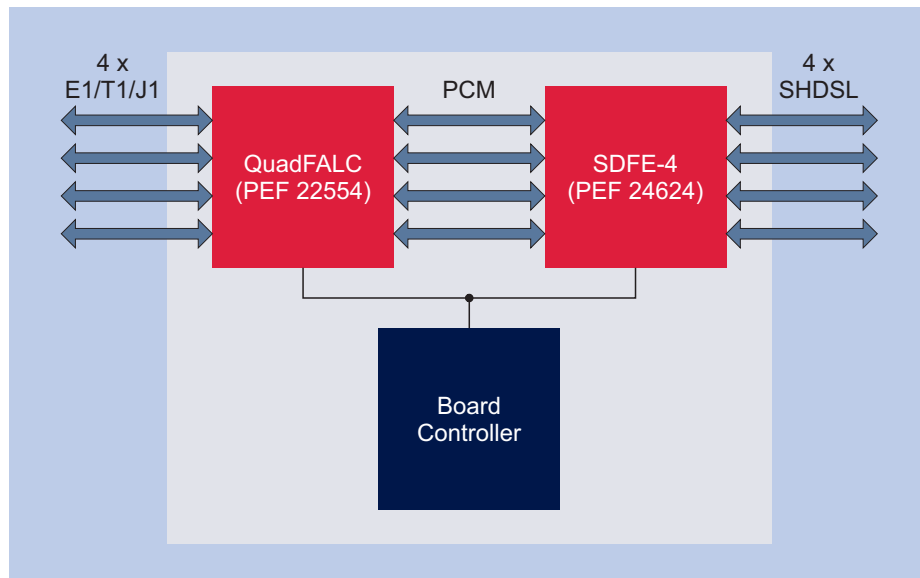 4 x
E1/T1/J1
PCM
4 x
SHDSL
QuadFALC
(PEF 22554)
SDFE-4
(PEF 24624)
Board
Controller